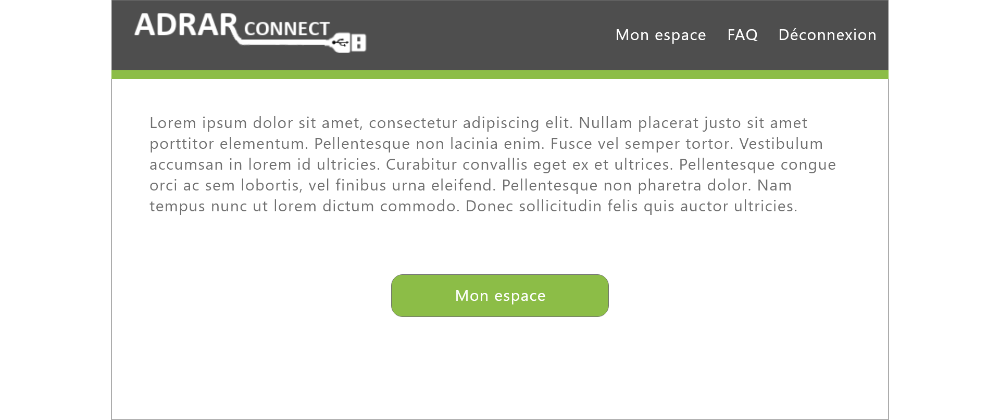 ADRAR CONNECT
Mon espace FAQ Déconnexion
Lorem ipsum dolor sit amet, consectetur adipiscing elit. Nullam placerat justo sit amet
porttitor elementum. Pellentesque non lacinia enim. Fusce vel semper tortor. Vestibulum
accumsan in lorem id ultricies. Curabitur convallis eget ex et ultrices. Pellentesque congue
orci ac sem lobortis, vel finibus urna eleifend. Pellentesque non pharetra dolor. Nam
tempus nunc ut lorem dictum commodo. Donec sollicitudin felis quis auctor ultricies.
Mon espace